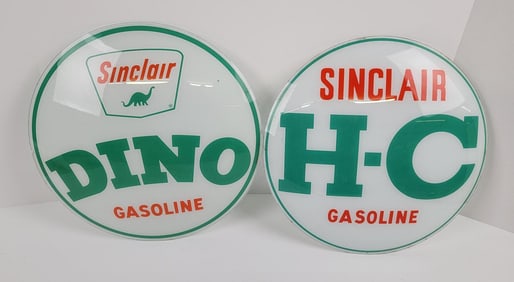 Sinclair
DINO
GASOLINE
SINCLAIR
H-C
GASOLINE